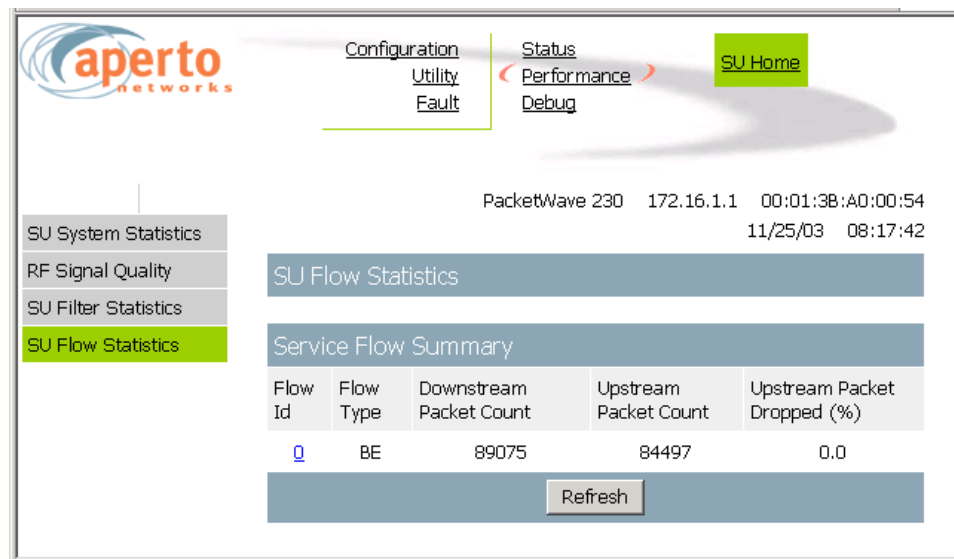 aperto
networks
Configuration
Utility
Fault
Status
Performance
Debug
SU Home
PacketWave 230 172.16.1.1 00:01:3B:A0:00:54
11/25/03 08:17:42
SU System Statistics
RF Signal Quality
SU Filter Statistics
SU Flow Statistics
SU Flow Statistics
Service Flow Summary
Flow Id Flow Type Downstream Packet Count Upstream Packet Count Upstream Packet Dropped (%)
0 BE 89075 84497 0.0
Refresh